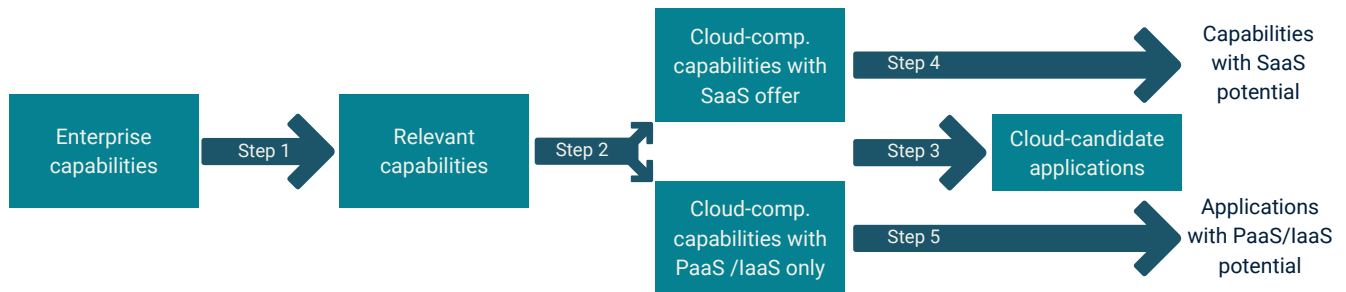 Enterprise
capabilities
Step 1
Relevant
capabilities
Step 2
Cloud-comp.
capabilities with
SaaS offer
Step 4
Capabilities
with SaaS
potential
Step 3
Cloud-candidate
applications
Cloud-comp.
capabilities with
PaaS /IaaS only
Step 5
Applications
with PaaS/IaaS
potential